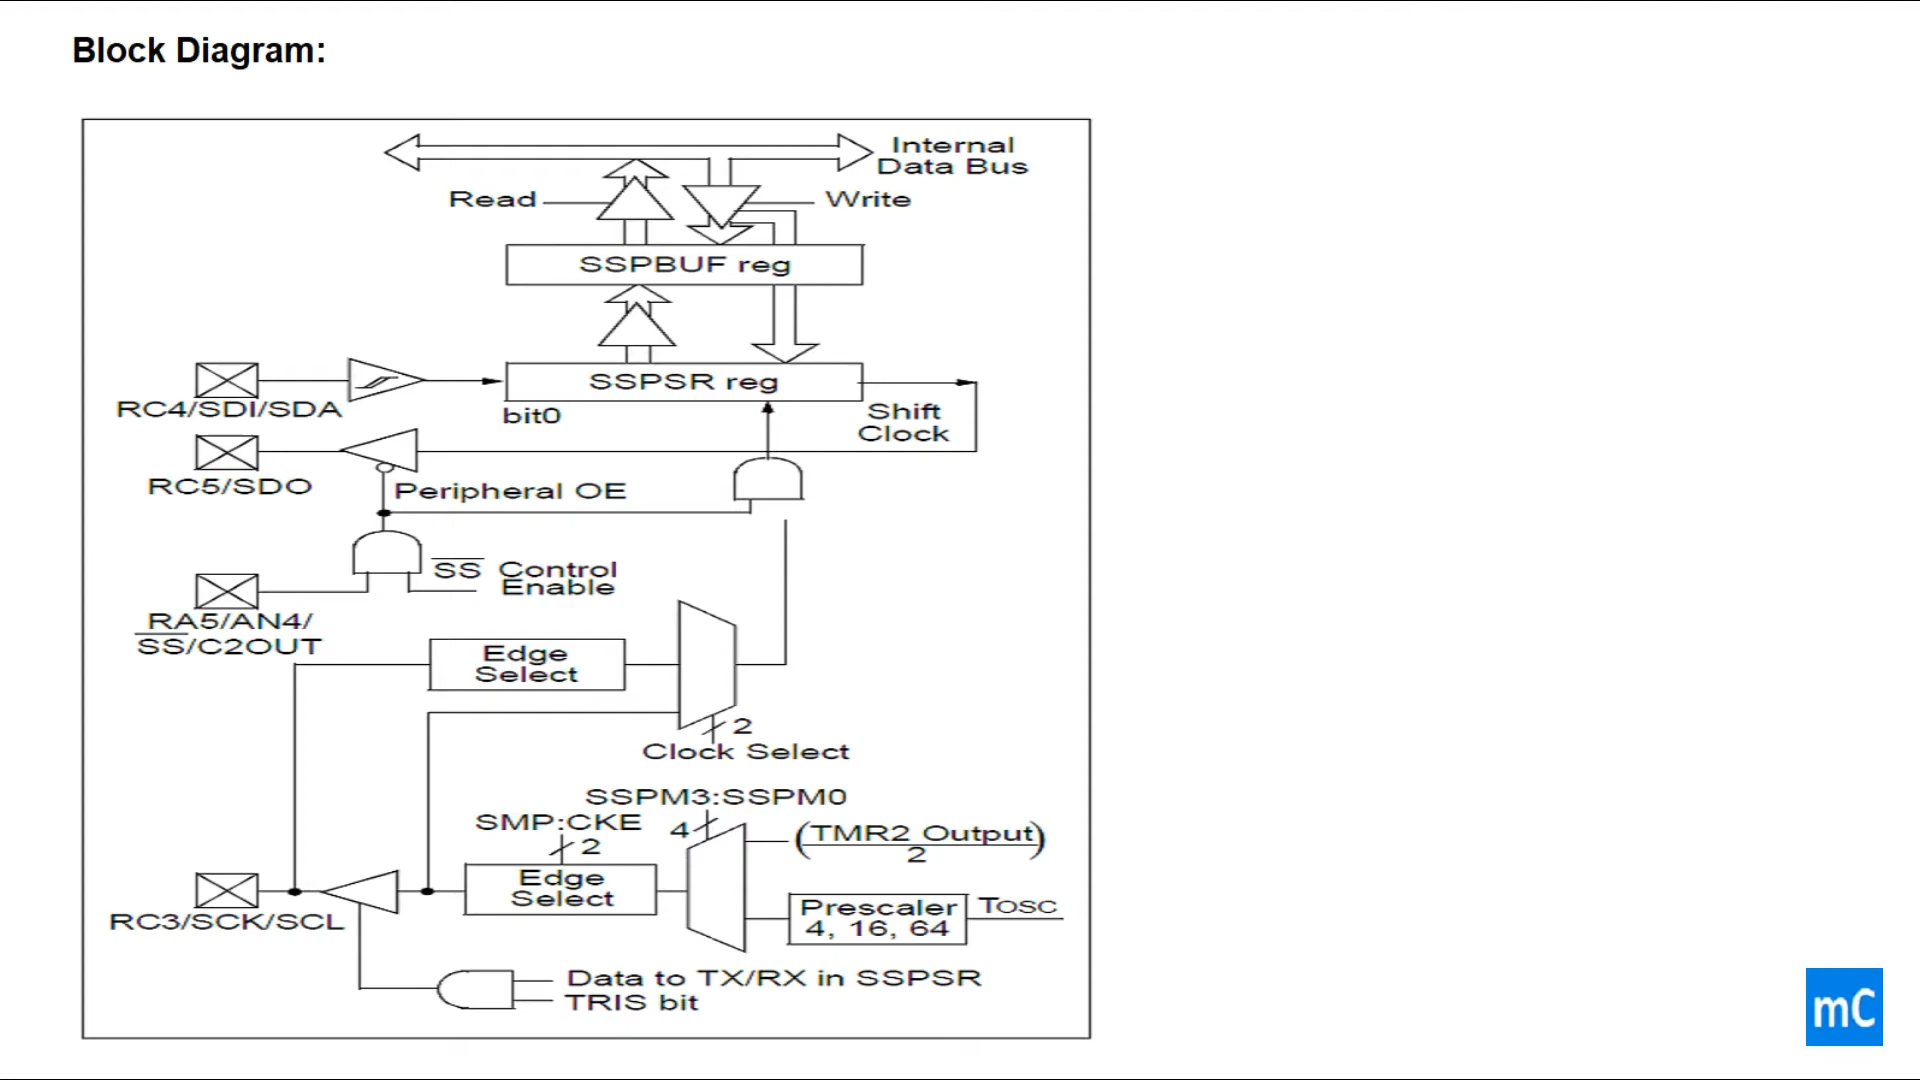 Block Diagram:
Internal
Data Bus
Read
Write
SSPBUF reg
SSPSR reg
RC4/SDI/SDA
bit0
Shift
Clock
RC5/SDO
Peripheral OE
SS Control
Enable
RA5/AN4/
SS/C2OUT
Edge
Select
2
Clock Select
SSPM3:SSPM0
SMP:CKE
4
2
(TMR2 Output)
2
Edge
Select
Prescaler
4, 16, 64
TOSC
RC3/SCK/SCL
Data to TX/RX in SSPSR
TRIS bit
mC